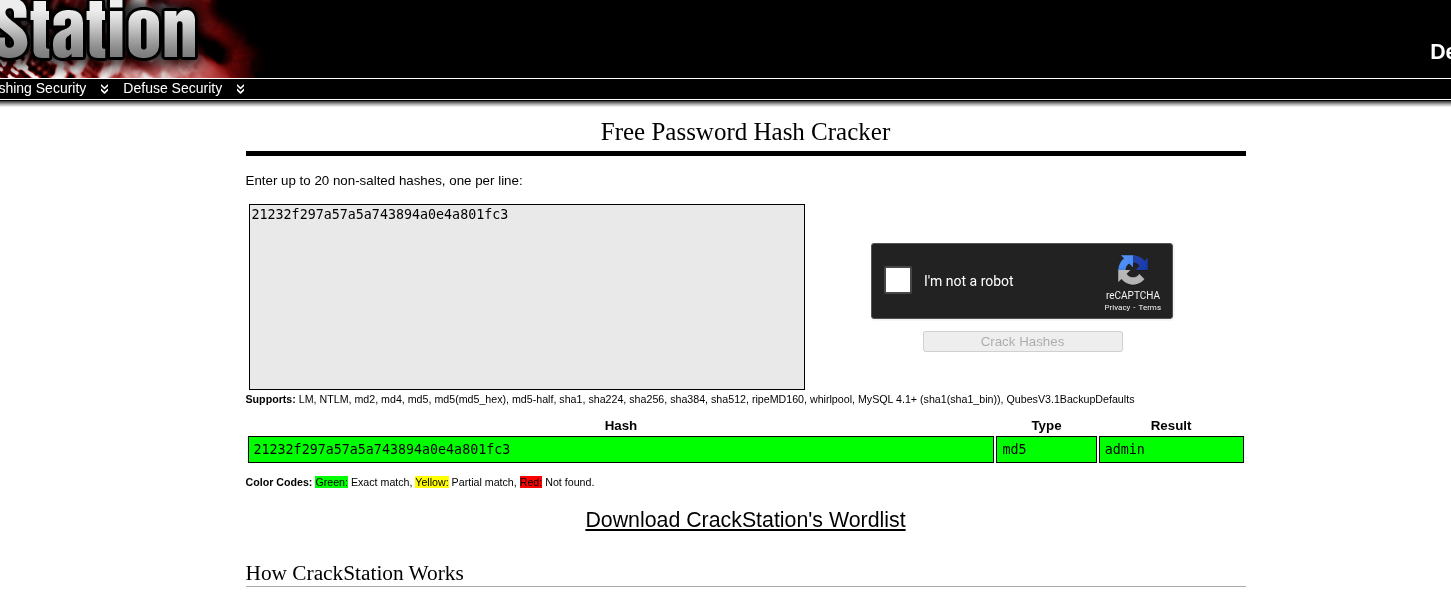 Station
De
shing Security Defuse Security
Free Password Hash Cracker
Enter up to 20 non-salted hashes, one per line:
21232f297a57a5a743894a0e4a801fc3
I'm not a robot
reCAPTCHA
Privacy - Terms
Crack Hashes
Supports: LM, NTLM, md2, md4, md5, md5(md5_hex), md5-half, sha1, sha224, sha256, sha384, sha512, ripeMD160, whirlpool, MySQL 4.1+ (sha1(sha1_bin)), QubesV3.1BackupDefaults
Hash Type Result
21232f297a57a5a743894a0e4a801fc3 md5 admin
Color Codes: Green: Exact match, Yellow: Partial match, Red: Not found.
Download CrackStation's Wordlist
How CrackStation Works